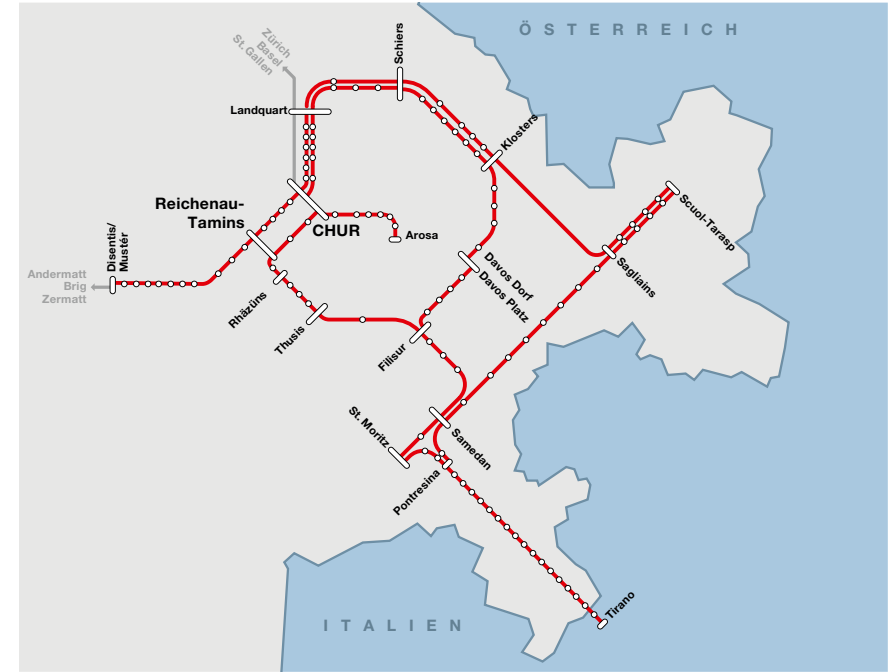 ÖSTERREICH
Schiers
Zürich
Basel
St. Gallen
Landquart
Klosters
Reichenau-
Tamins
CHUR
Arosa
Scuol-Tarasp
Disentis/
Mustér
Andermatt
Brig
Zermatt
Sagliains
Davos Dorf
Davos Platz
Rhäzüns
Thusis
Filisur
St. Moritz
Samedan
Pontresina
Tirano
ITALIEN